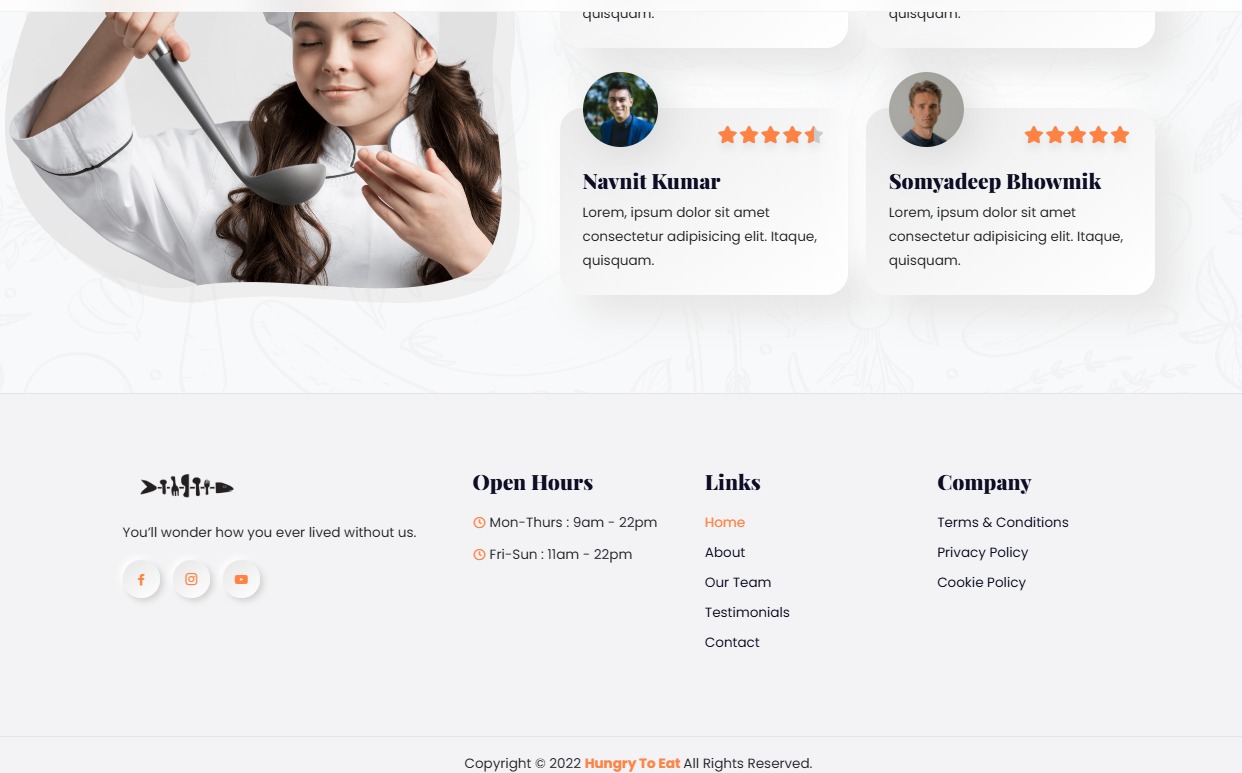 quisquam.
quisquam.
Navnit Kumar
Lorem, ipsum dolor sit amet
consectetur adipisicing elit. Itaque,
quisquam.
Somyadeep Bhowmik
Lorem, ipsum dolor sit amet
consectetur adipisicing elit. Itaque,
quisquam.
You’ll wonder how you ever lived without us.
Open Hours
Mon-Thurs : 9am - 22pm
Fri-Sun : 11am - 22pm
Links
Home
About
Our Team
Testimonials
Contact
Company
Terms & Conditions
Privacy Policy
Cookie Policy
Copyright © 2022 Hungry To Eat All Rights Reserved.